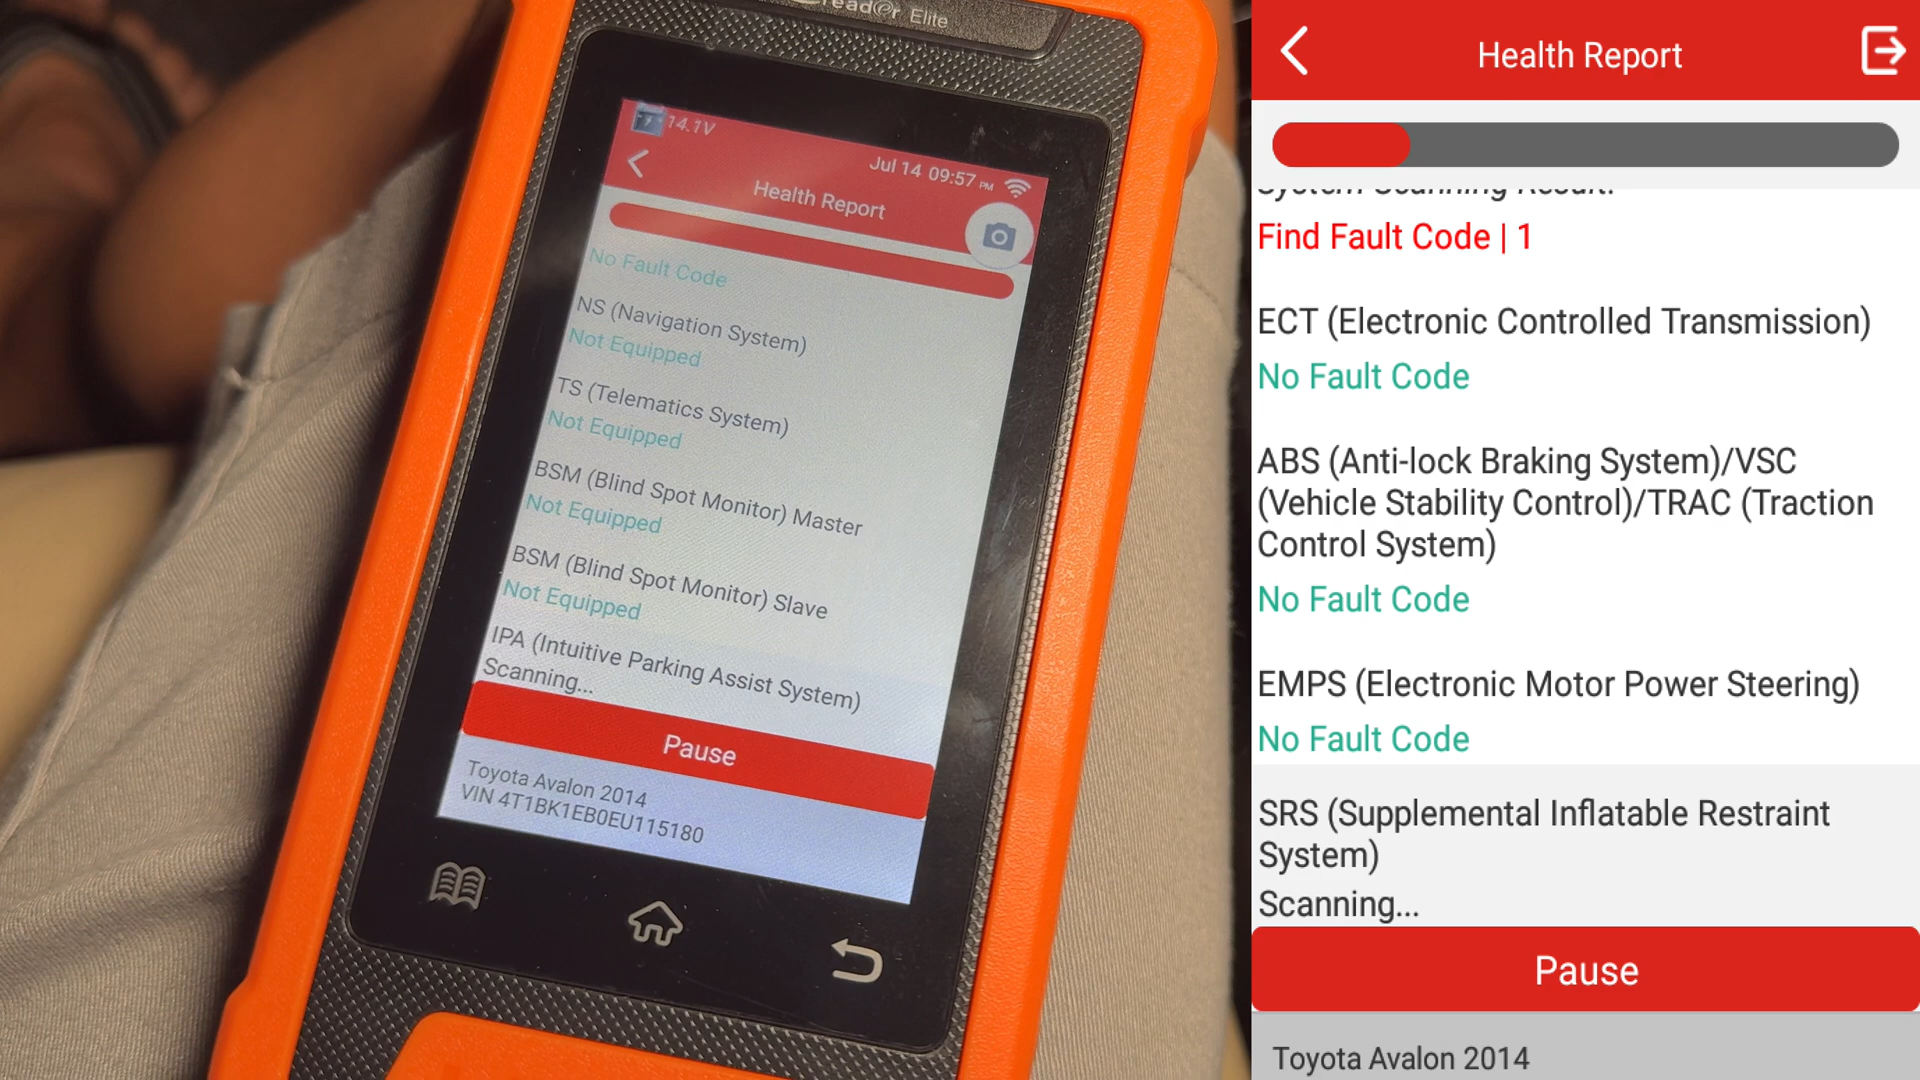 Elite
14.1V
Jul 14 09:57 PM
Health Report
No Fault Code
NS (Navigation System)
Not Equipped
TS (Telematics System)
Not Equipped
BSM (Blind Spot Monitor) Master
Not Equipped
BSM (Blind Spot Monitor) Slave
Not Equipped
IPA (Intuitive Parking Assist System)
Scanning...
Pause
Toyota Avalon 2014
VIN 4T1BK1EB0EU115180
Health Report
System Scanning Result:
Find Fault Code | 1
ECT (Electronic Controlled Transmission)
No Fault Code
ABS (Anti-lock Braking System)/VSC
(Vehicle Stability Control)/TRAC (Traction
Control System)
No Fault Code
EMPS (Electronic Motor Power Steering)
No Fault Code
SRS (Supplemental Inflatable Restraint
System)
Scanning...
Pause
Toyota Avalon 2014